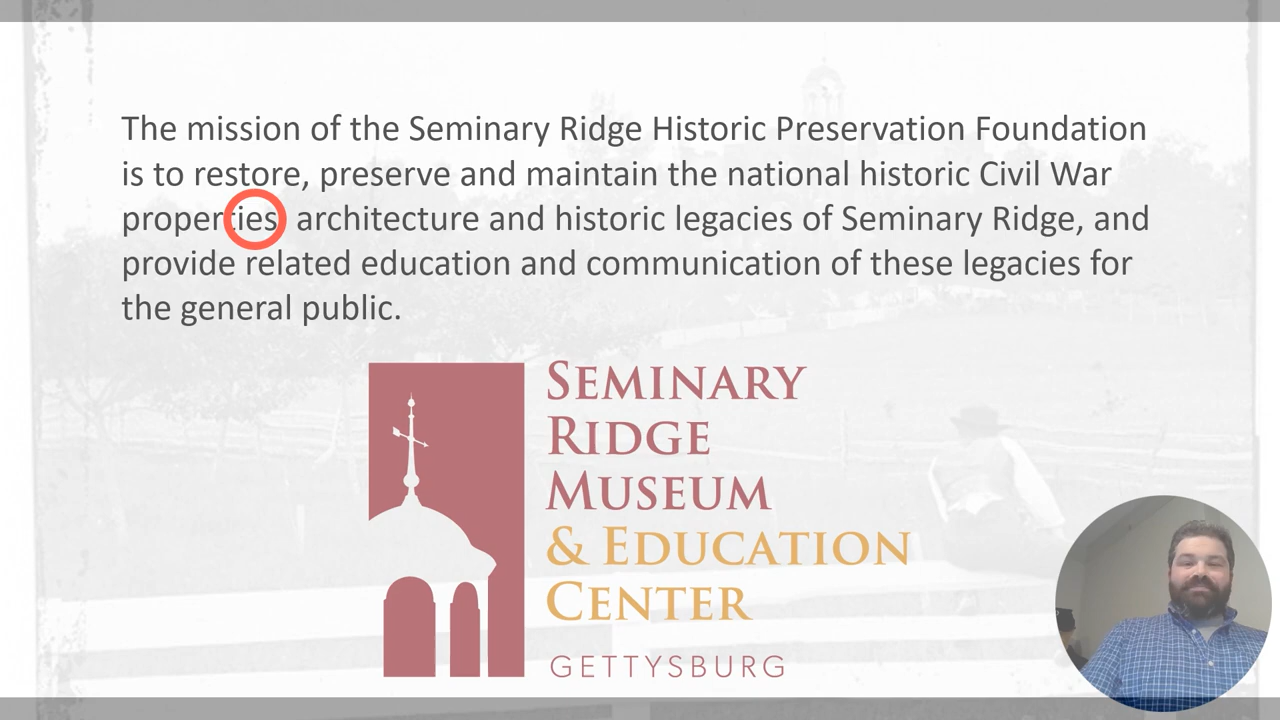 The mission of the Seminary Ridge Historic Preservation Foundation
is to restore, preserve and maintain the national historic Civil War
properties, architecture and historic legacies of Seminary Ridge, and
provide related education and communication of these legacies for
the general public.
SEMINARY
RIDGE
MUSEUM
& EDUCATION
CENTER
GETTYSBURG